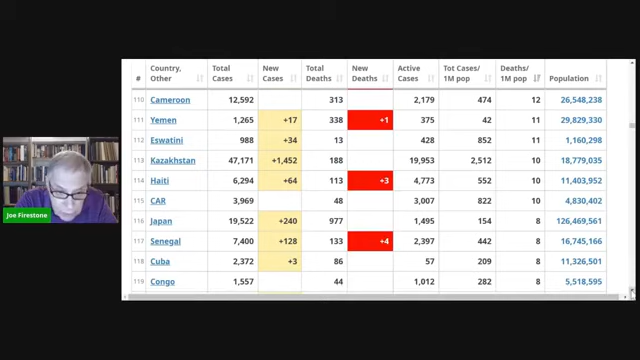 # Country, Other Total Cases New Cases Total Deaths New Deaths Active Cases Tot Cases/ 1M pop Deaths/ 1M pop Population
110 Cameroon 12,592 313 2,179 474 12 26,548,238
111 Yemen 1,265 +17 338 +1 375 42 11 29,829,330
112 Eswatini 988 +34 13 428 852 11 1,160,298
113 Kazakhstan 47,171 +1,452 188 19,953 2,512 10 18,779,035
114 Haiti 6,294 +64 113 +3 4,773 552 10 11,403,952
115 CAR 3,969 48 3,007 822 10 4,830,402
116 Japan 19,522 +240 977 1,495 154 8 126,469,561
117 Senegal 7,400 +128 133 +4 2,397 442 8 16,745,166
118 Cuba 2,372 +3 86 57 209 8 11,326,501
119 Congo 1,557 44 1,012 282 8 5,518,595
Joe Firestone